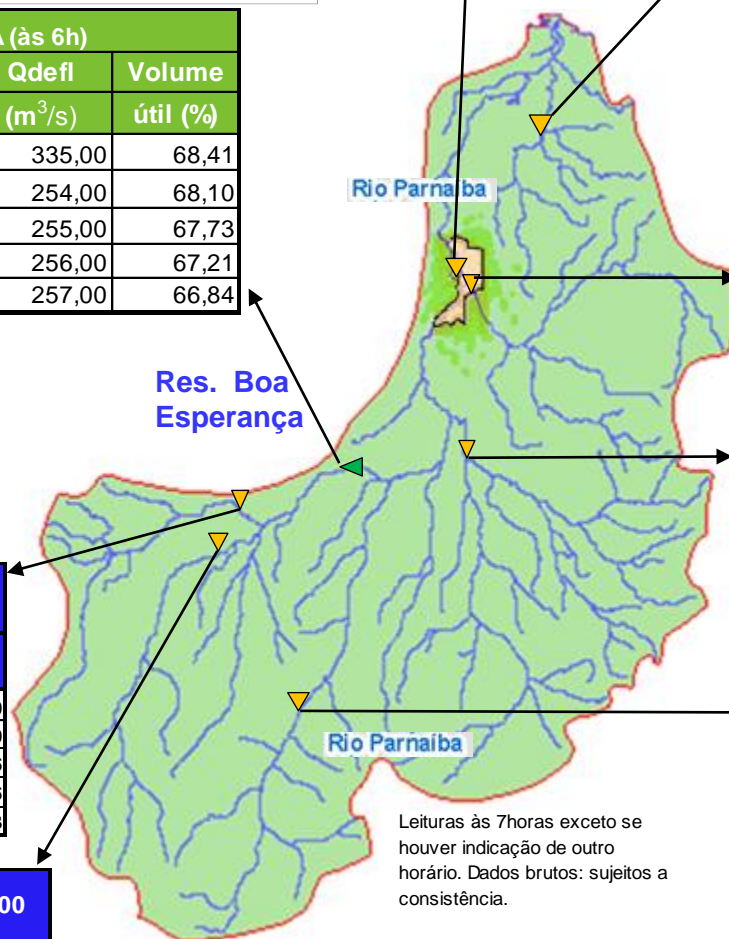 (às 6h)
Qdefl Volume
(m³/s) útil (%)
335,00 68,41
254,00 68,10
255,00 67,73
256,00 67,21
257,00 66,84
Rio Parnaíba
Res. Boa
Esperança
Rio Parnaíba
Leituras às 7horas exceto se
houver indicação de outro
horário. Dados brutos: sujeitos a
consistência.
00